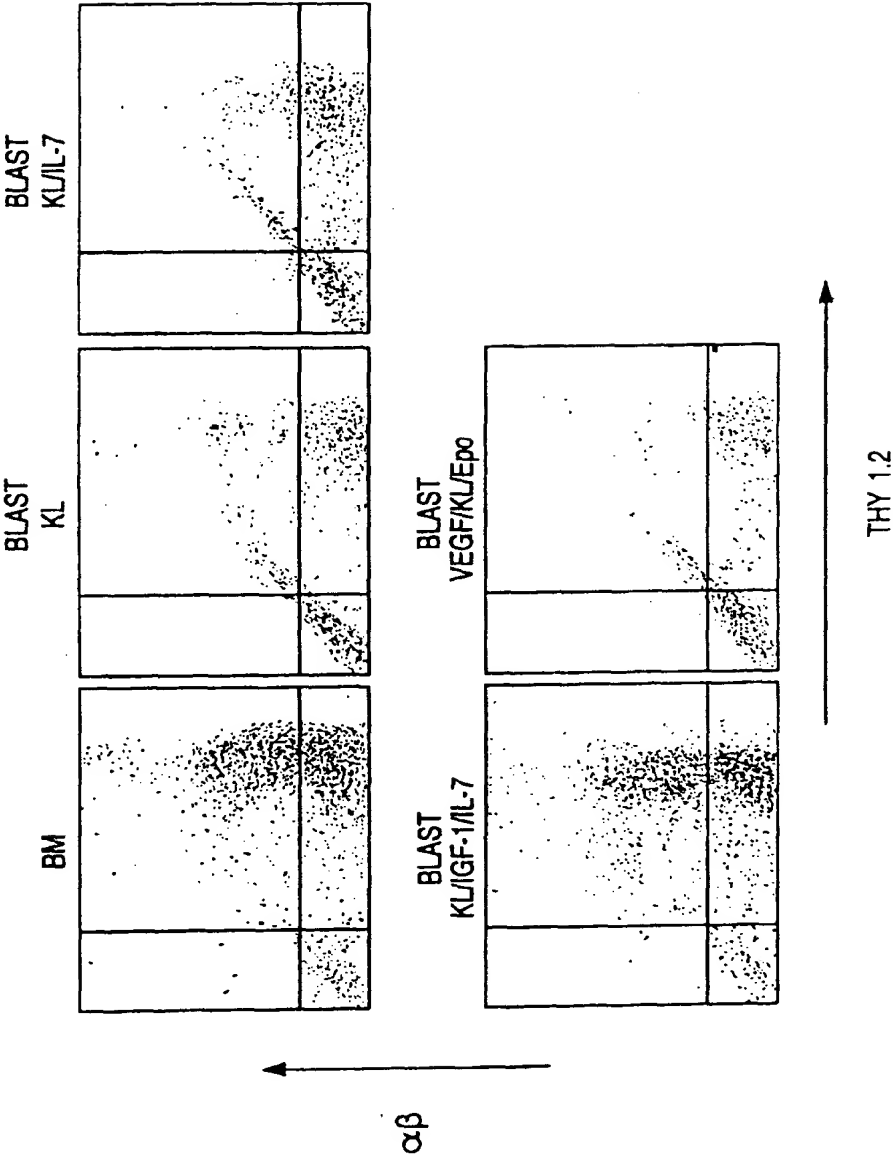 BM
BLAST
KL
BLAST
KL/IL-7
BLAST
KL/IGF-1/IL-7
BLAST
VEGF/KL/Epo
αβ
THY 1.2